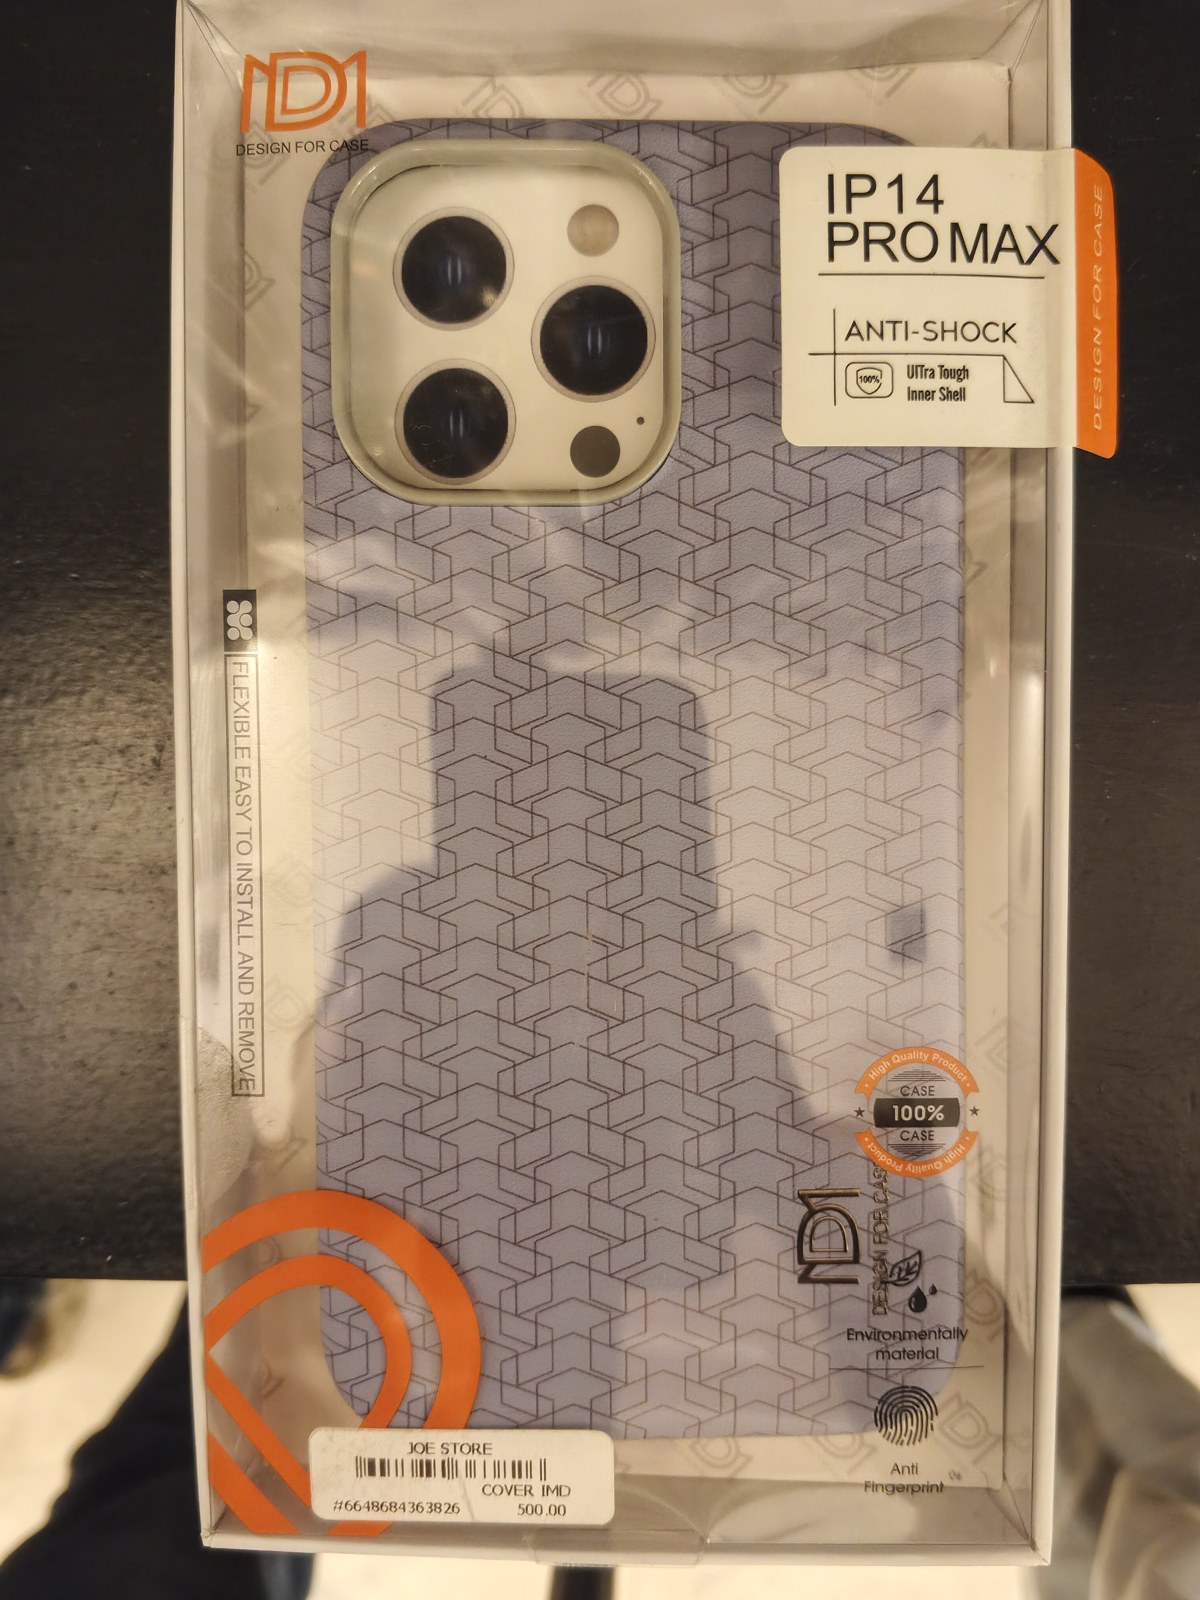 DESIGN FOR CASE
IP14
PRO MAX
ANTI-SHOCK
100%
UlTra Tough
Inner Shell
DESIGN FOR CASE
FLEXIBLE EASY TO INSTALL AND REMOVE
High Quality Product
CASE
100%
CASE
High Quality Product
DESIGN FOR CASE
Environmentally
material
Anti
Fingerprint
JOE STORE
COVER IMD
#6648684363826 500.00